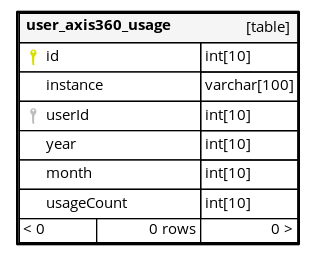 user_axis360_usage [table]
id int[10]
instance varchar[100]
userId int[10]
year int[10]
month int[10]
usageCount int[10]
< 0 0 rows 0 >